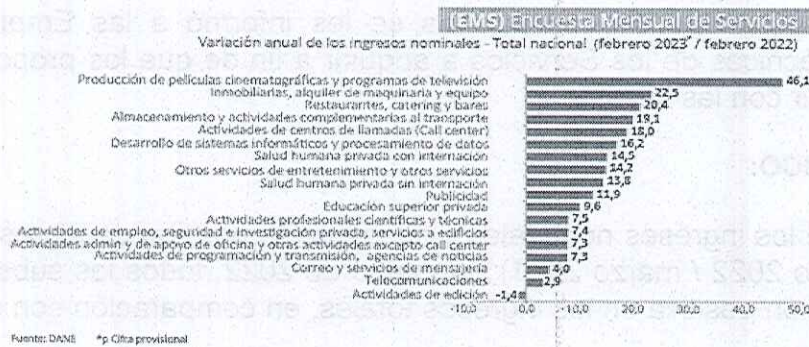 (EMS) Encuesta Mensual de Servicios
Variación anual de los ingresos nominales - Total nacional (febrero 2023p / febrero 2022)
Producción de películas cinematográficas y programas de televisión 46,1
Inmobiliarias, alquiler de maquinaria y equipo 22,5
Restaurantes, catering y bares 20,4
Almacenamiento y actividades complementarias al transporte 19,1
Actividades de centros de llamadas (Call center) 18,0
Desarrollo de sistemas informáticos y procesamiento de datos 16,2
Salud humana privada con internación 14,5
Otros servicios de entretenimiento y otros servicios 14,2
Salud humana privada sin internación 13,8
Publicidad 11,9
Educación superior privada 9,6
Actividades profesionales científicas y técnicas 7,5
Actividades de empleo, seguridad e investigación privada, servicios a edificios 7,4
Actividades admin y de apoyo de oficina y otras actividades excepto call center 7,3
Actividades de programación y transmisión, agencias de noticias 7,3
Correo y servicios de mensajería 4,0
Telecomunicaciones 2,9
Actividades de edición -1,4
-10,0 0,0 10,0 20,0 30,0 40,0 50,0
Fuente: DANE *p Cifra provisional